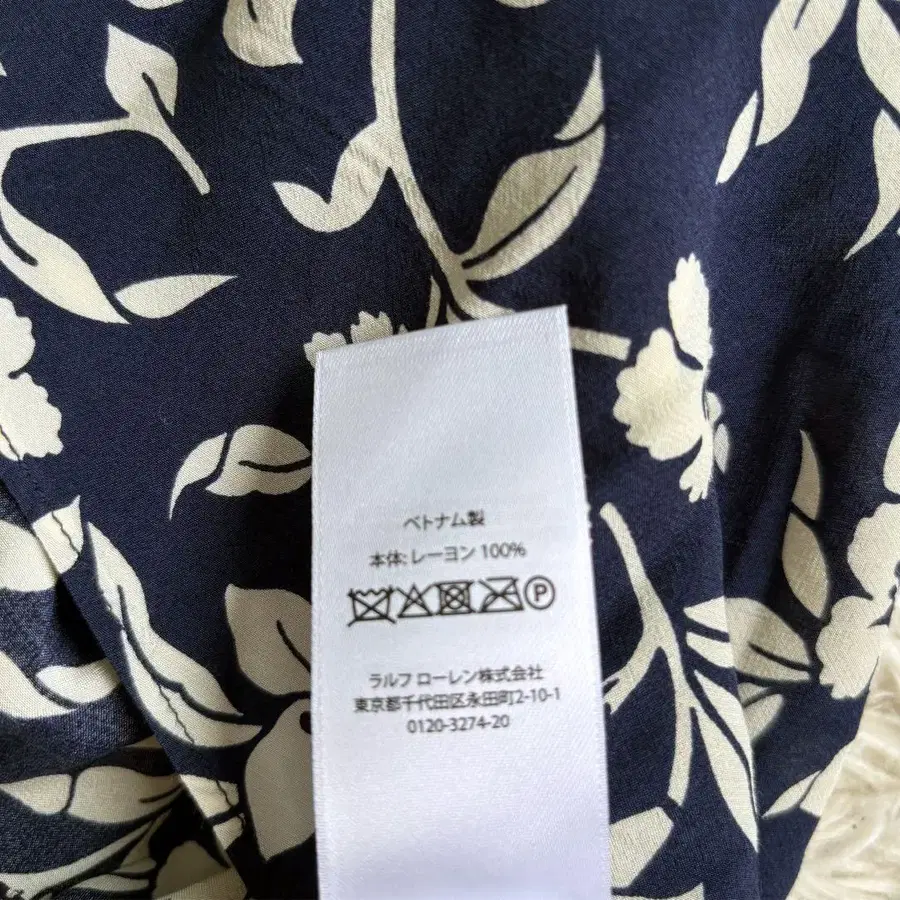 ベトナム製
本体: レーヨン 100%
P
ラルフ ローレン株式会社
東京都千代田区永田町2-10-1
0120-3274-20